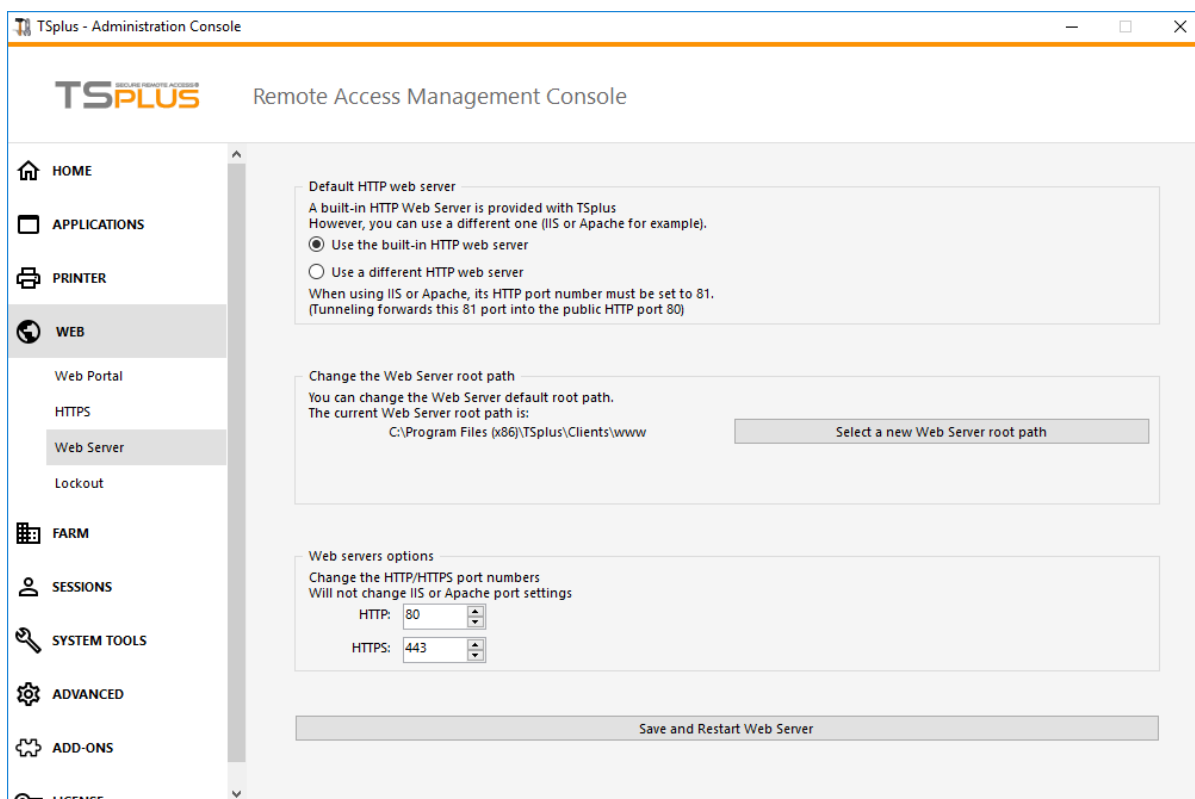 TSplus - Administration Console
SECURE REMOTE ACCESS®
TSPLUS
Remote Access Management Console
HOME
APPLICATIONS
PRINTER
WEB
Web Portal
HTTPS
Web Server
Lockout
FARM
SESSIONS
SYSTEM TOOLS
ADVANCED
ADD-ONS
LICENSE
Default HTTP web server
A built-in HTTP Web Server is provided with TSplus
However, you can use a different one (IIS or Apache for example).
Use the built-in HTTP web server
Use a different HTTP web server
When using IIS or Apache, its HTTP port number must be set to 81.
(Tunneling forwards this 81 port into the public HTTP port 80)
Change the Web Server root path
You can change the Web Server default root path.
The current Web Server root path is:
C:\Program Files (x86)\TSplus\Clients\www
Select a new Web Server root path
Web servers options
Change the HTTP/HTTPS port numbers
Will not change IIS or Apache port settings
HTTP: 80
HTTPS: 443
Save and Restart Web Server